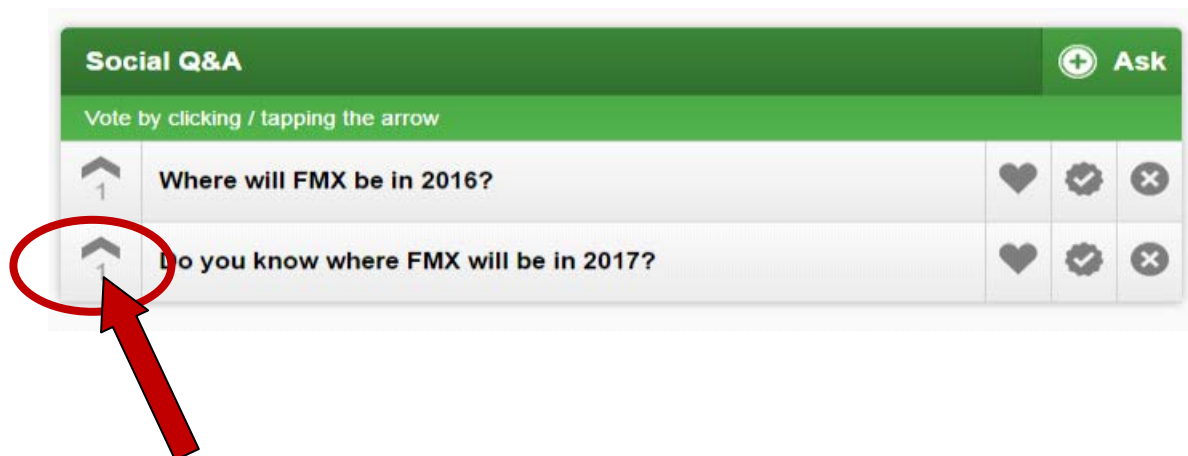 Social Q&A
Ask
Vote by clicking / tapping the arrow
1
Where will FMX be in 2016?
1
Do you know where FMX will be in 2017?